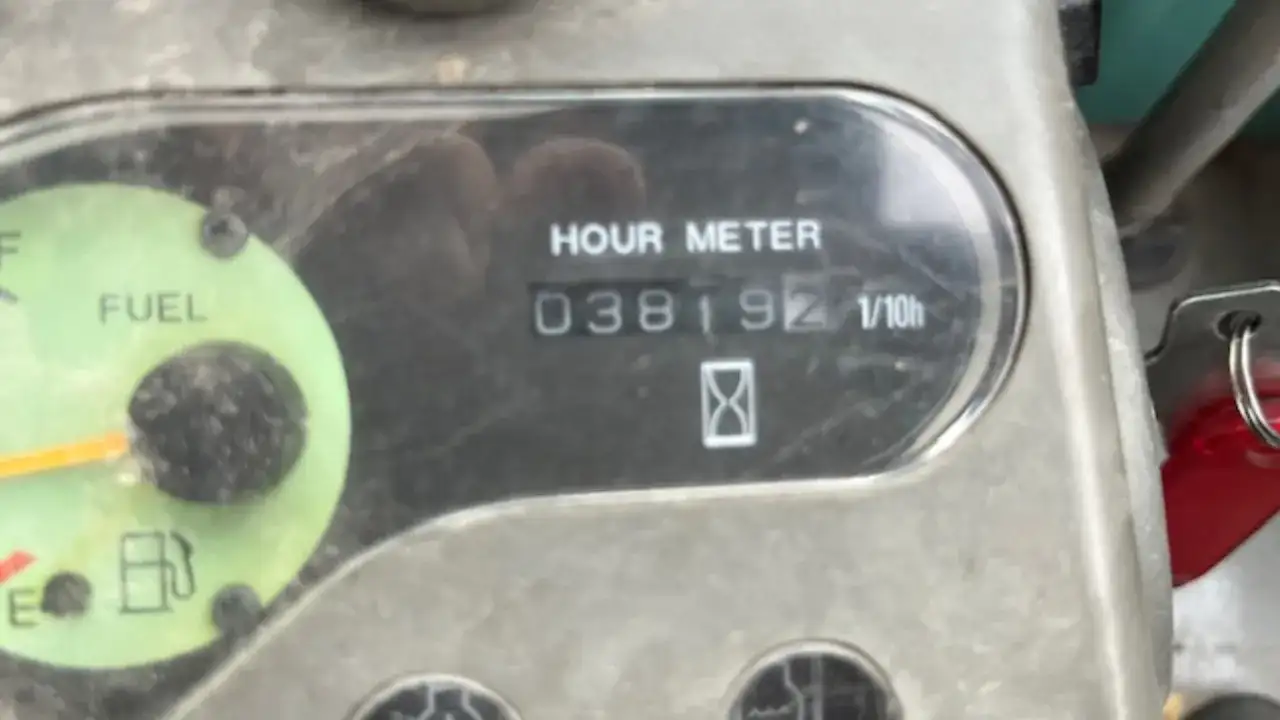 HOUR METER
F
FUEL
038192 1/10h
E